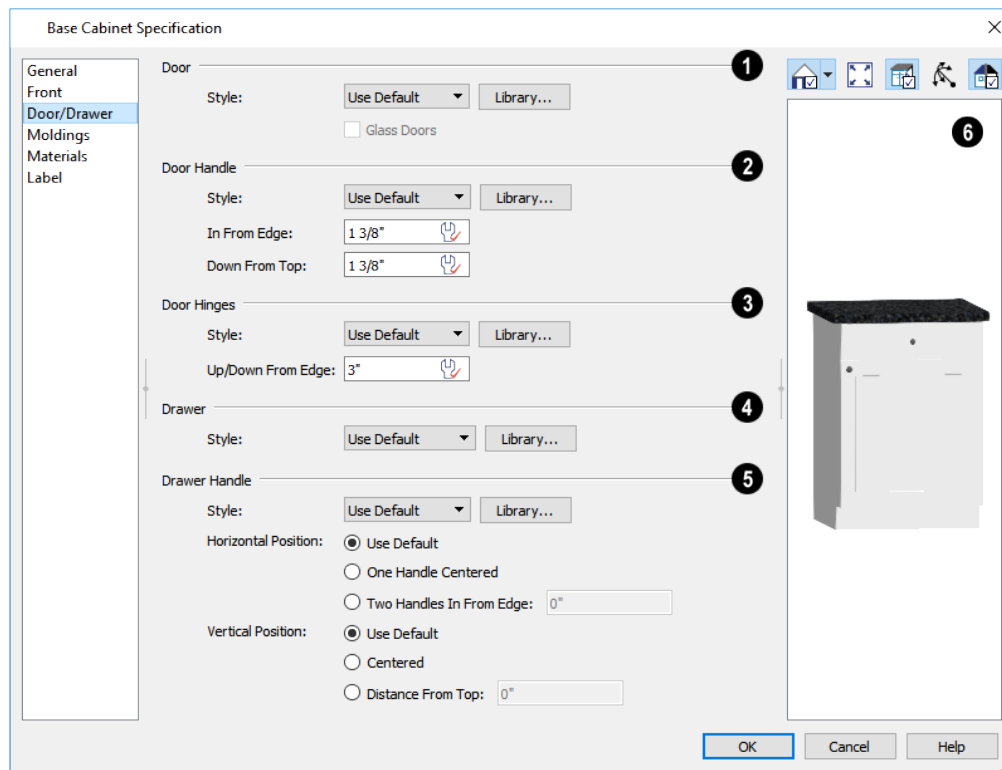 Base Cabinet Specification
General
Front
Door/Drawer
Moldings
Materials
Label
Door 1
Style: Use Default Library...
Glass Doors
Door Handle 2
Style: Use Default Library...
In From Edge: 1 3/8"
Down From Top: 1 3/8"
Door Hinges 3
Style: Use Default Library...
Up/Down From Edge: 3"
Drawer 4
Style: Use Default Library...
Drawer Handle 5
Style: Use Default Library...
Horizontal Position: Use Default
One Handle Centered
Two Handles In From Edge: 0"
Vertical Position: Use Default
Centered
Distance From Top: 0"
6
OK Cancel Help